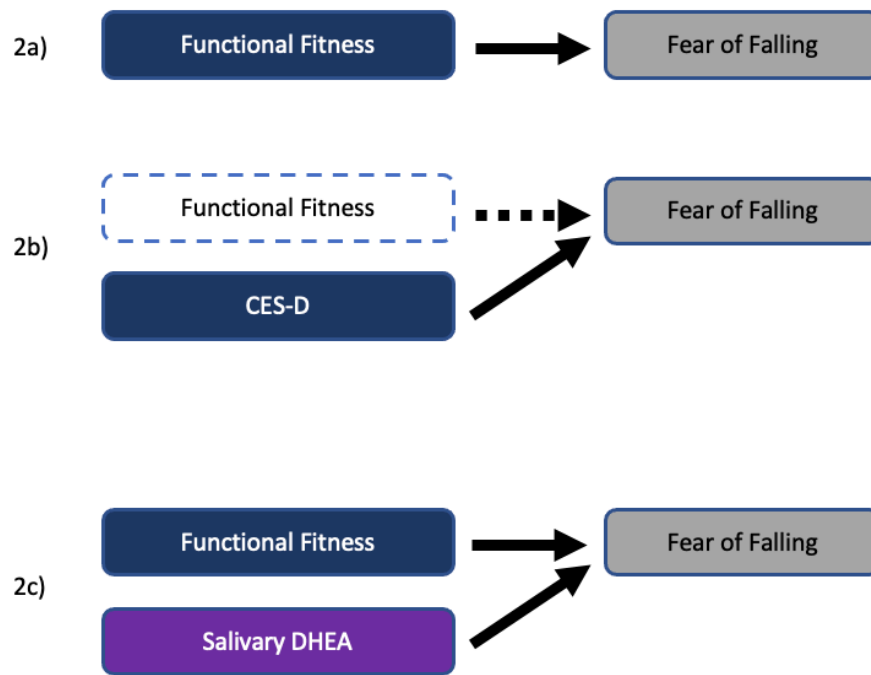 2a)
Functional Fitness
Fear of Falling
Functional Fitness
Fear of Falling
2b)
CES-D
Functional Fitness
Fear of Falling
2c)
Salivary DHEA